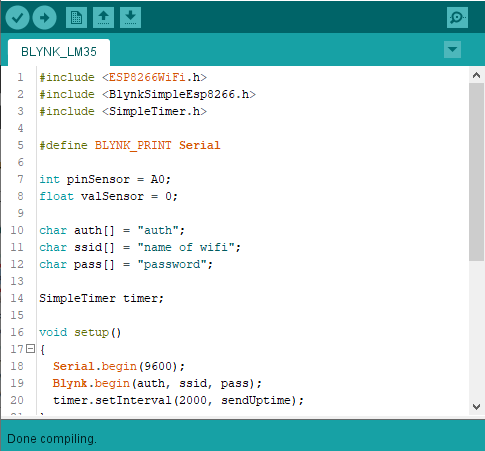 BLYNK_LM35
1 #include <ESP8266WiFi.h>
2 #include <BlynkSimpleEsp8266.h>
3 #include <SimpleTimer.h>
4
5 #define BLYNK_PRINT Serial
6
7 int pinSensor = A0;
8 float valSensor = 0;
9
10 char auth[] = "auth";
11 char ssid[] = "name of wifi";
12 char pass[] = "password";
13
14 SimpleTimer timer;
15
16 void setup()
17 {
18 Serial.begin(9600);
19 Blynk.begin(auth, ssid, pass);
20 timer.setInterval(2000, sendUptime);
Done compiling.